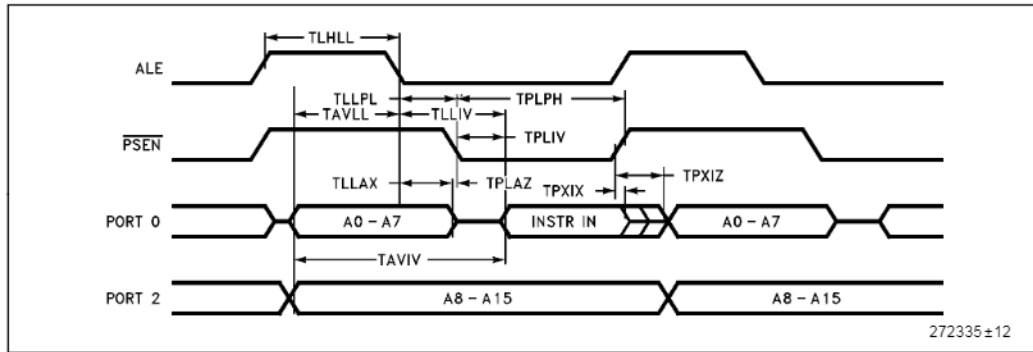 TLHLL
ALE
TLLPL
TPLPH
TAVLL
TLLIV
PSEN
TPLIV
TLLAX
TPLAZ
TPXIX
TPXIZ
PORT 0
A0 – A7
INSTR IN
A0 – A7
TAVIV
PORT 2
A8 – A15
A8 – A15
272335±12